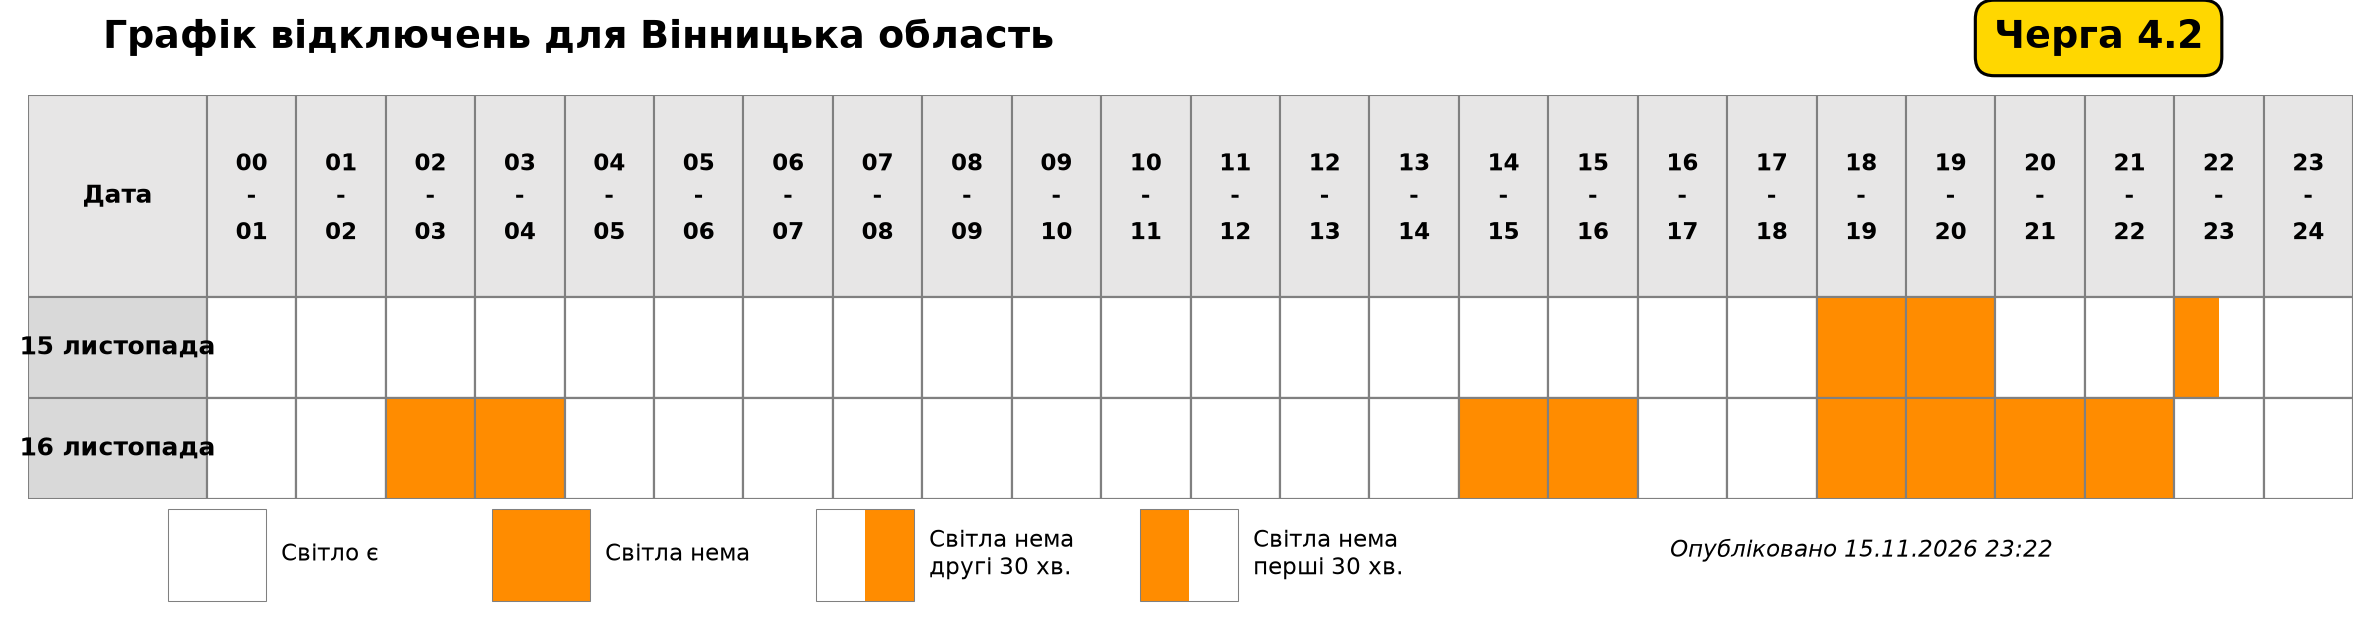 Графік відключень для Вінницька область
Черга 4.2
Дата
00 - 01
01 - 02
02 - 03
03 - 04
04 - 05
05 - 06
06 - 07
07 - 08
08 - 09
09 - 10
10 - 11
11 - 12
12 - 13
13 - 14
14 - 15
15 - 16
16 - 17
17 - 18
18 - 19
19 - 20
20 - 21
21 - 22
22 - 23
23 - 24
15 листопада
16 листопада
Світло є
Світла нема
Світла нема
другі 30 хв.
Світла нема
перші 30 хв.
Опубліковано 15.11.2026 23:22